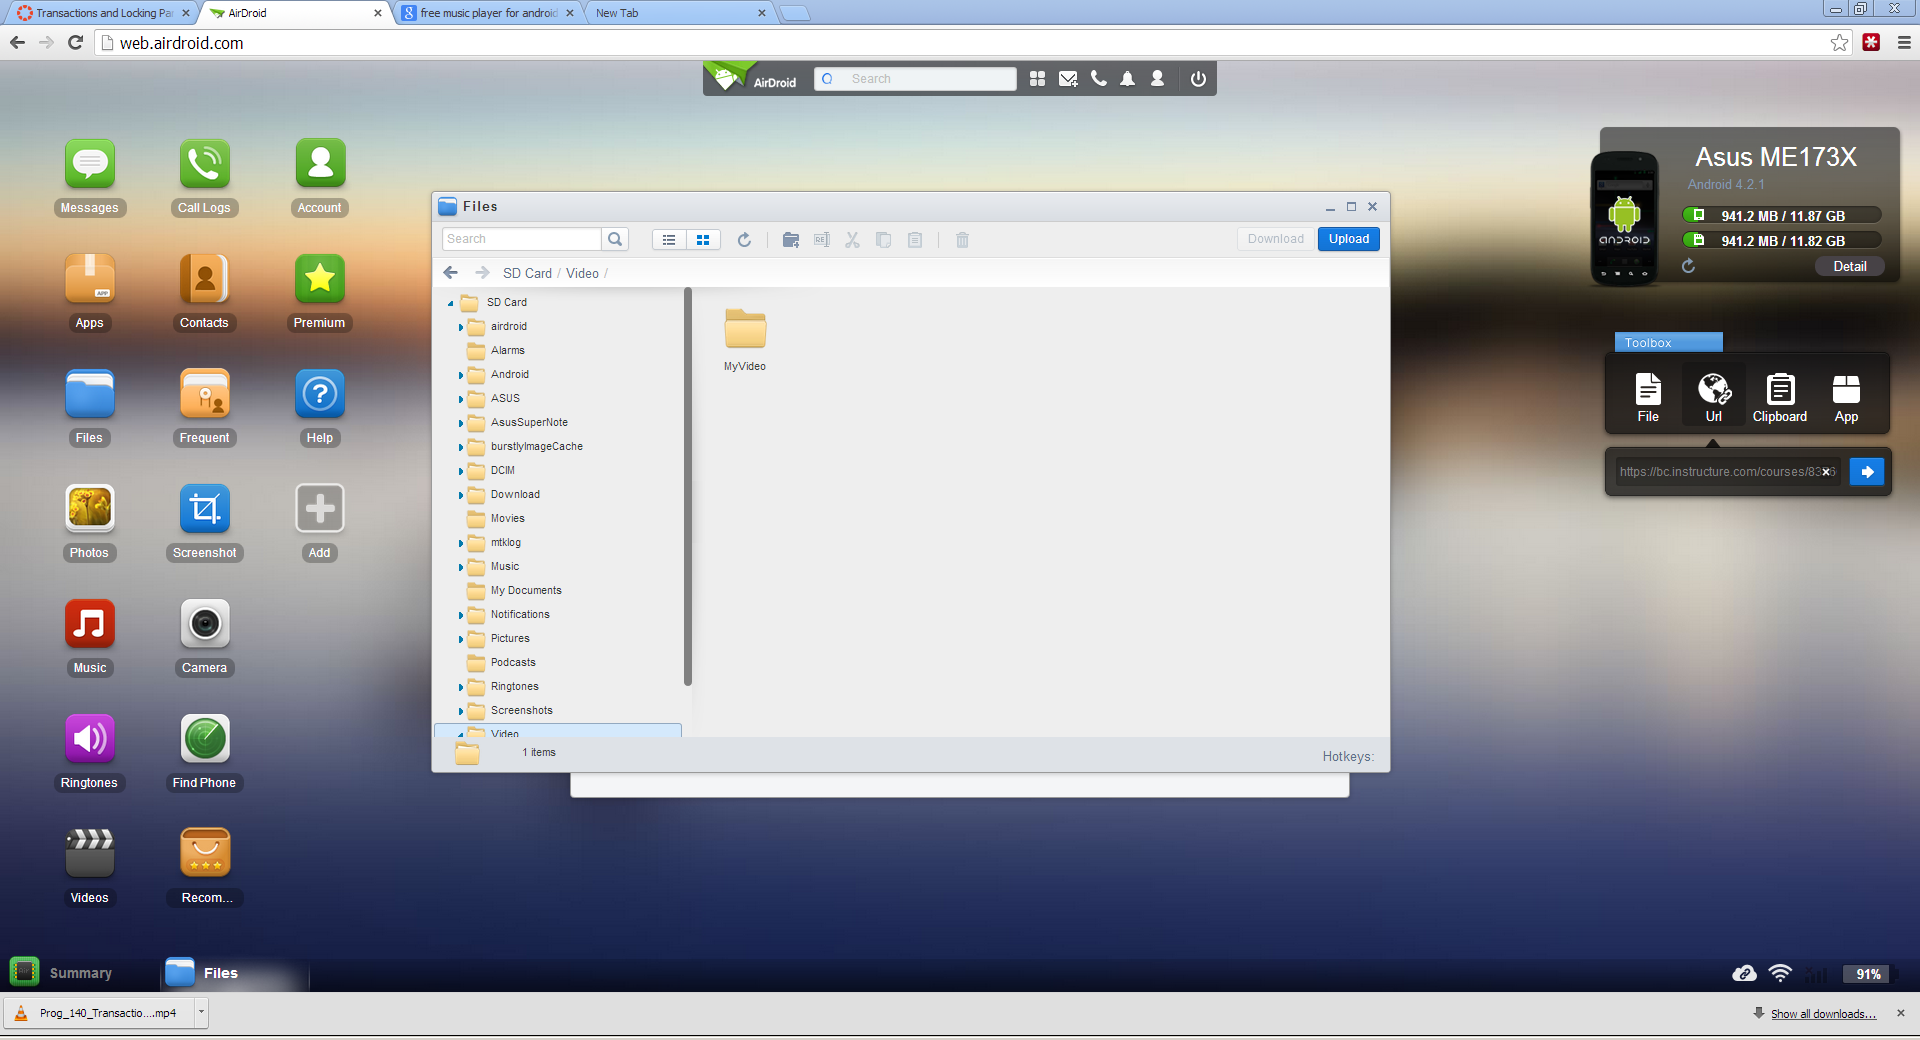 Transactions and Locking Par
AirDroid
free music player for android
New Tab
web.airdroid.com
AirDroid
Search
Messages
Call Logs
Account
Apps
Contacts
Premium
Files
Frequent
Help
Photos
Screenshot
Add
Music
Camera
Ringtones
Find Phone
Videos
Recom...
Files
Search
Download
Upload
SD Card / Video /
SD Card
airdroid
Alarms
Android
ASUS
AsusSuperNote
burstlyImageCache
DCIM
Download
Movies
mtklog
Music
My Documents
Notifications
Pictures
Podcasts
Ringtones
Screenshots
Video
MyVideo
1 items
Hotkeys:
Asus ME173X
Android 4.2.1
941.2 MB / 11.87 GB
941.2 MB / 11.82 GB
Detail
ANDROID
Toolbox
File
Url
Clipboard
App
https://bc.instructure.com/courses/83
Summary
Files
91%
Prog_140_Transactio....mp4
Show all downloads...